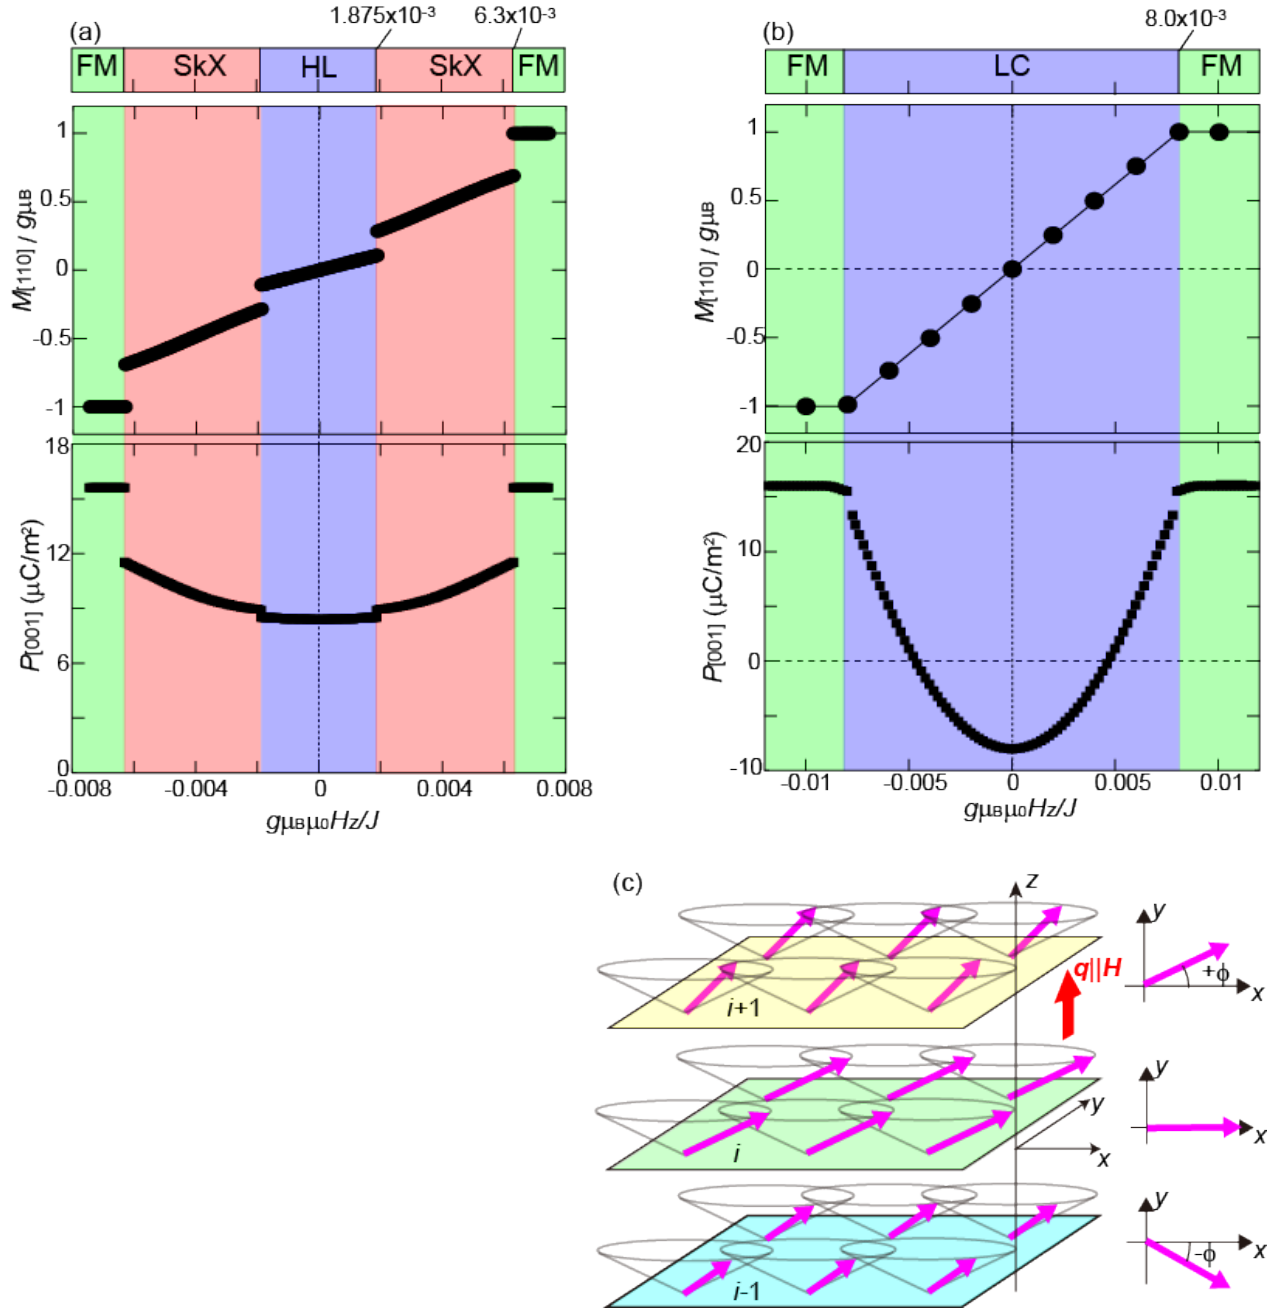 (a)
1.875x10⁻³
6.3x10⁻³
FM SkX HL SkX FM
1
0.5
0
-0.5
-1
M[110] / gμB
18
12
6
0
P[001] (μC/m²)
-0.008 -0.004 0 0.004 0.008
gμBμ0Hz/J
(b)
8.0x10⁻³
FM LC FM
1
0.5
0
-0.5
-1
M[110] / gμB
20
10
0
-10
P[001] (μC/m²)
-0.01 -0.005 0 0.005 0.01
gμBμ0Hz/J
(c)
z
q||H
i+1
y
+ϕ
x
i
y
x
y
x
i-1
y
-ϕ
x